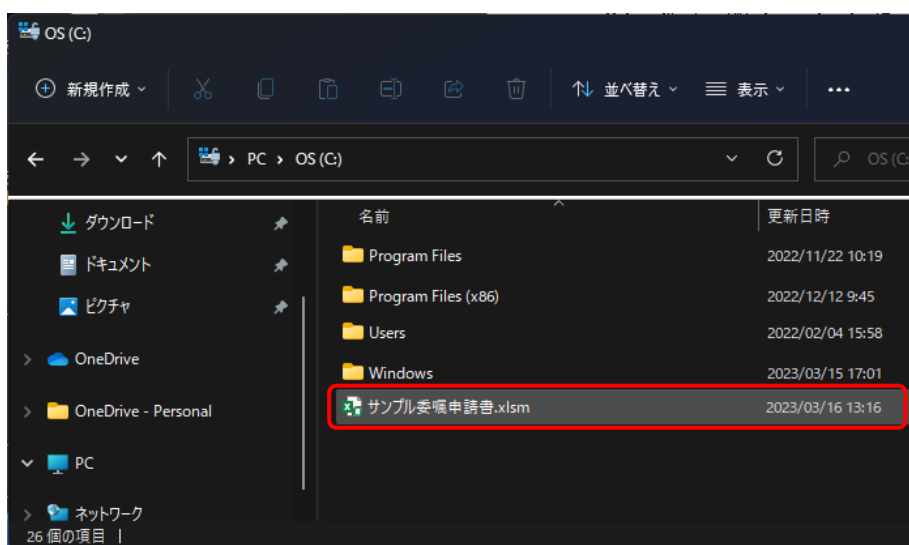 OS (C:)
新規作成
並べ替え
表示
PC › OS (C:)
OS (C:
名前
更新日時
ダウンロード
ドキュメント
ピクチャ
OneDrive
OneDrive - Personal
PC
ネットワーク
Program Files 2022/11/22 10:19
Program Files (x86) 2022/12/12 9:45
Users 2022/02/04 15:58
Windows 2023/03/15 17:01
サンプル委嘱申請書.xlsm 2023/03/16 13:16
26 個の項目